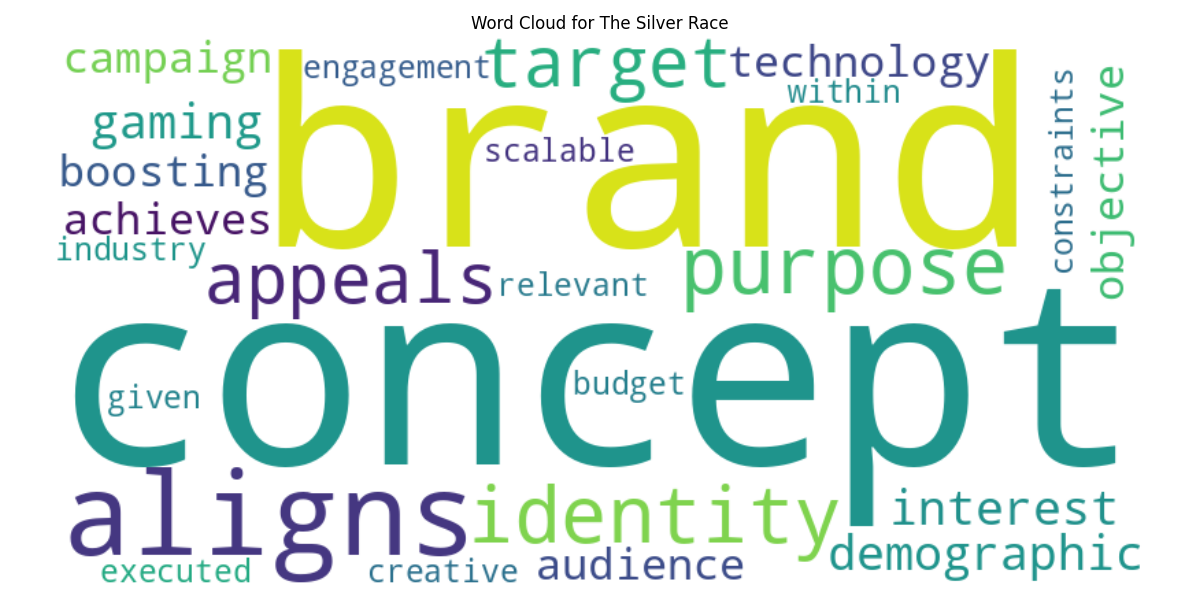 Word Cloud for The Silver Race
campaign
engagement
target
technology
within
brand
gaming
scalable
constraints
objective
boosting
achieves
industry
appeals
relevant
purpose
concept
given
budget
aligns
identity
interest
demographic
executed
creative
audience